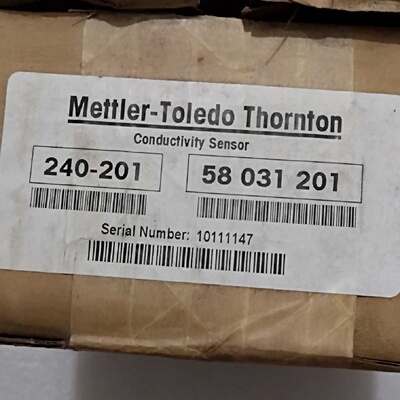 Mettler-Toledo Thornton
Conductivity Sensor
240-201 58 031 201
Serial Number: 10111147